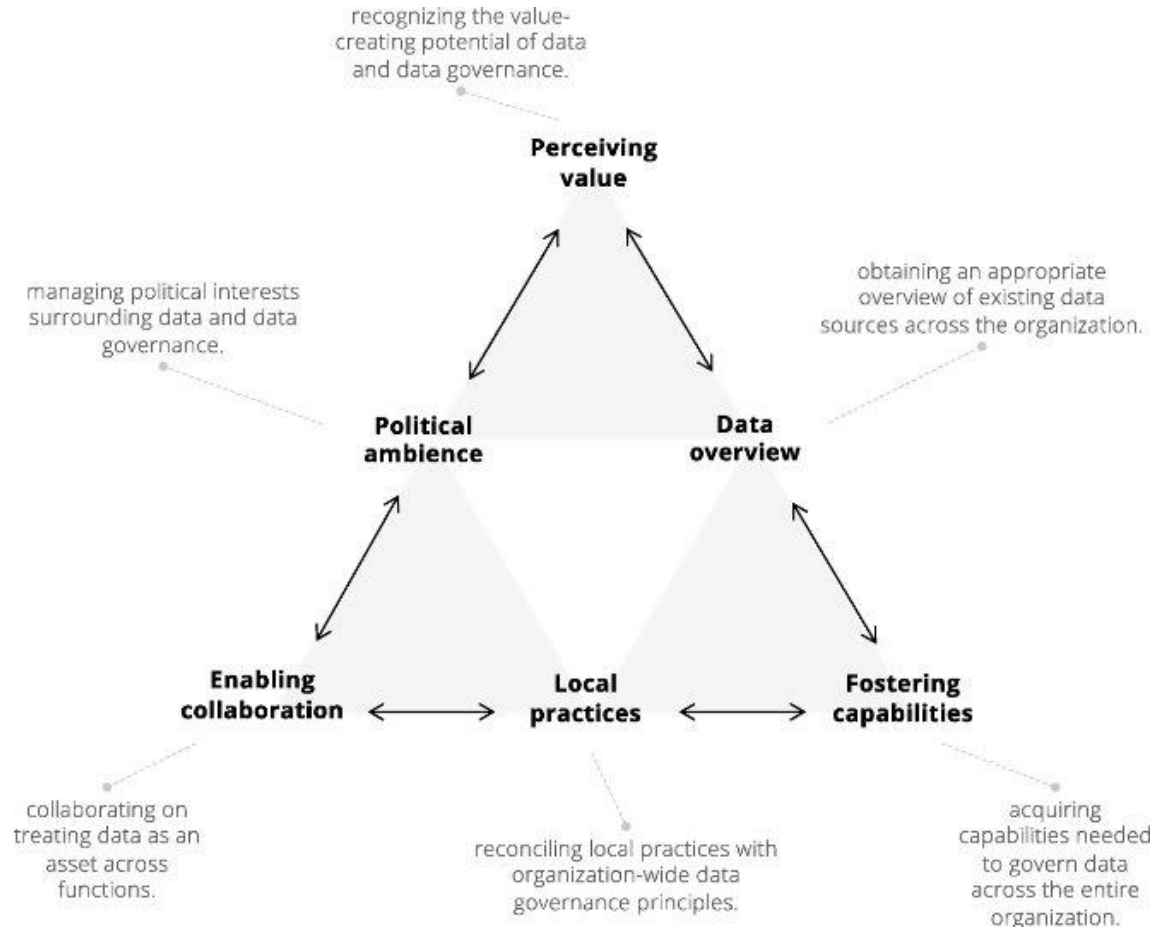 recognizing the value-
creating potential of data
and data governance.
Perceiving
value
managing political interests
surrounding data and data
governance.
obtaining an appropriate
overview of existing data
sources across the organization.
Political
ambience
Data
overview
Enabling
collaboration
Local
practices
Fostering
capabilities
collaborating on
treating data as an
asset across
functions.
reconciling local practices with
organization-wide data
governance principles.
acquiring
capabilities needed
to govern data
across the entire
organization.